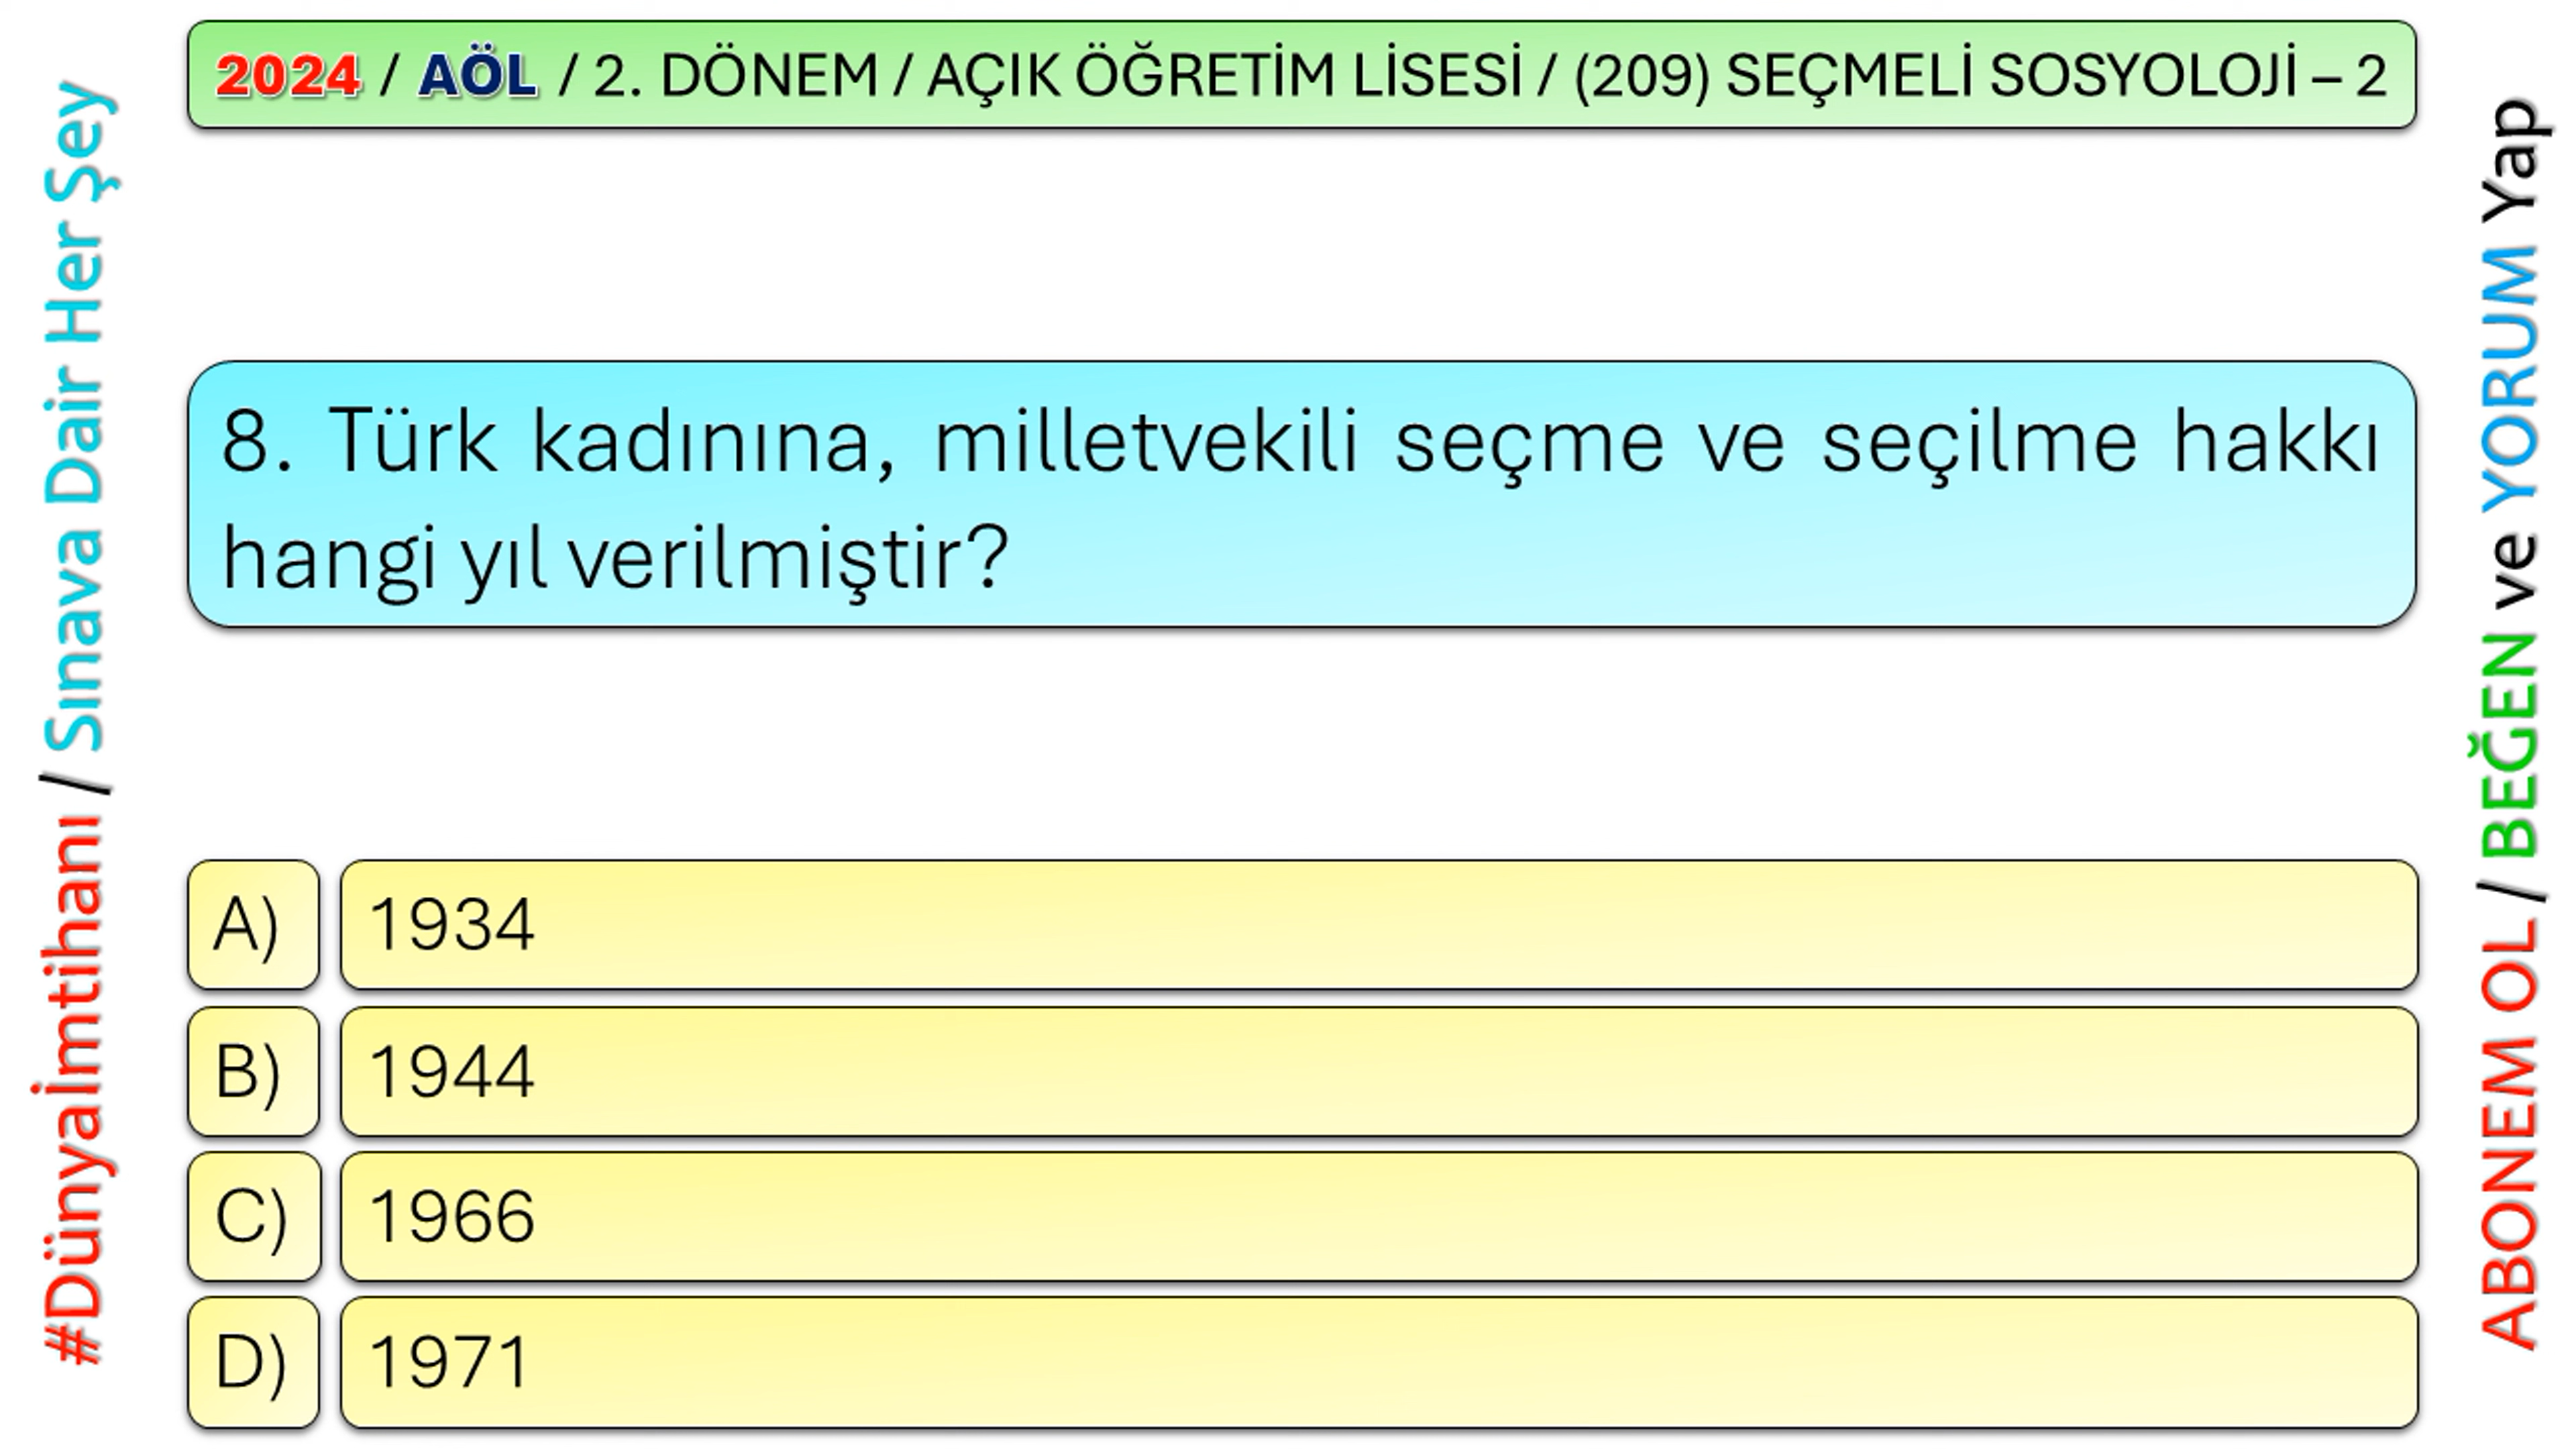 2024 / AÖL / 2. DÖNEM / AÇIK ÖĞRETİM LİSESİ / (209) SEÇMELİ SOSYOLOJİ – 2
#Dünyaİmtihanı / Sınava Dair Her Şey
8. Türk kadınına, milletvekili seçme ve seçilme hakkı
hangi yıl verilmiştir?
A) 1934
B) 1944
C) 1966
D) 1971
ABONEM OL / BEĞEN ve YORUM Yap